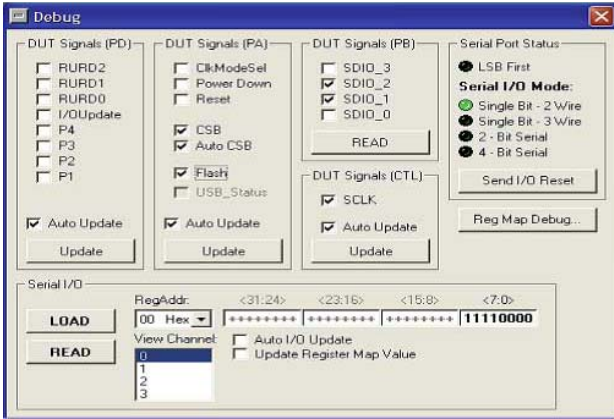 Debug
DUT Signals (PD)
RURD2
RURD1
RURD0
I/OUpdate
P4
P3
P2
P1
Auto Update
Update
DUT Signals (PA)
ClkModeSel
Power Down
Reset
CSB
Auto CSB
Flash
USB_Status
Auto Update
Update
DUT Signals (PB)
SDIO_3
SDIO_2
SDIO_1
SDIO_0
READ
DUT Signals (CTL)
SCLK
Auto Update
Update
Serial Port Status
LSB First
Serial I/O Mode:
Single Bit - 2 Wire
Single Bit - 3 Wire
2 - Bit Serial
4 - Bit Serial
Send I/O Reset
Reg Map Debug...
Serial I/O
LOAD
READ
RegAddr:
00 Hex
<31:24> <23:16> <15:8> <7:0>
++++++++ ++++++++ ++++++++ 11110000
View Channel:
0
1
2
3
Auto I/O Update
Update Register Map Value